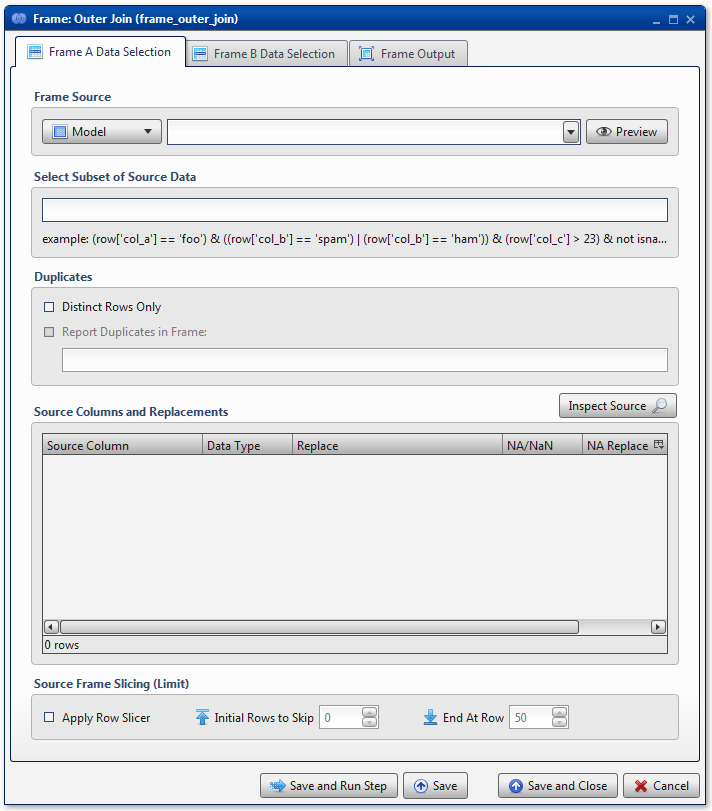 Frame: Outer Join (frame_outer_join)
Frame A Data Selection Frame B Data Selection Frame Output
Frame Source
Model Preview
Select Subset of Source Data
example: (row['col_a'] == 'foo') & ((row['col_b'] == 'spam') | (row['col_b'] == 'ham')) & (row['col_c'] > 23) & not isna...
Duplicates
Distinct Rows Only
Report Duplicates in Frame:
Source Columns and Replacements Inspect Source
Source Column Data Type Replace NA/NaN NA Replace
0 rows
Source Frame Slicing (Limit)
Apply Row Slicer Initial Rows to Skip 0 End At Row 50
Save and Run Step Save Save and Close Cancel